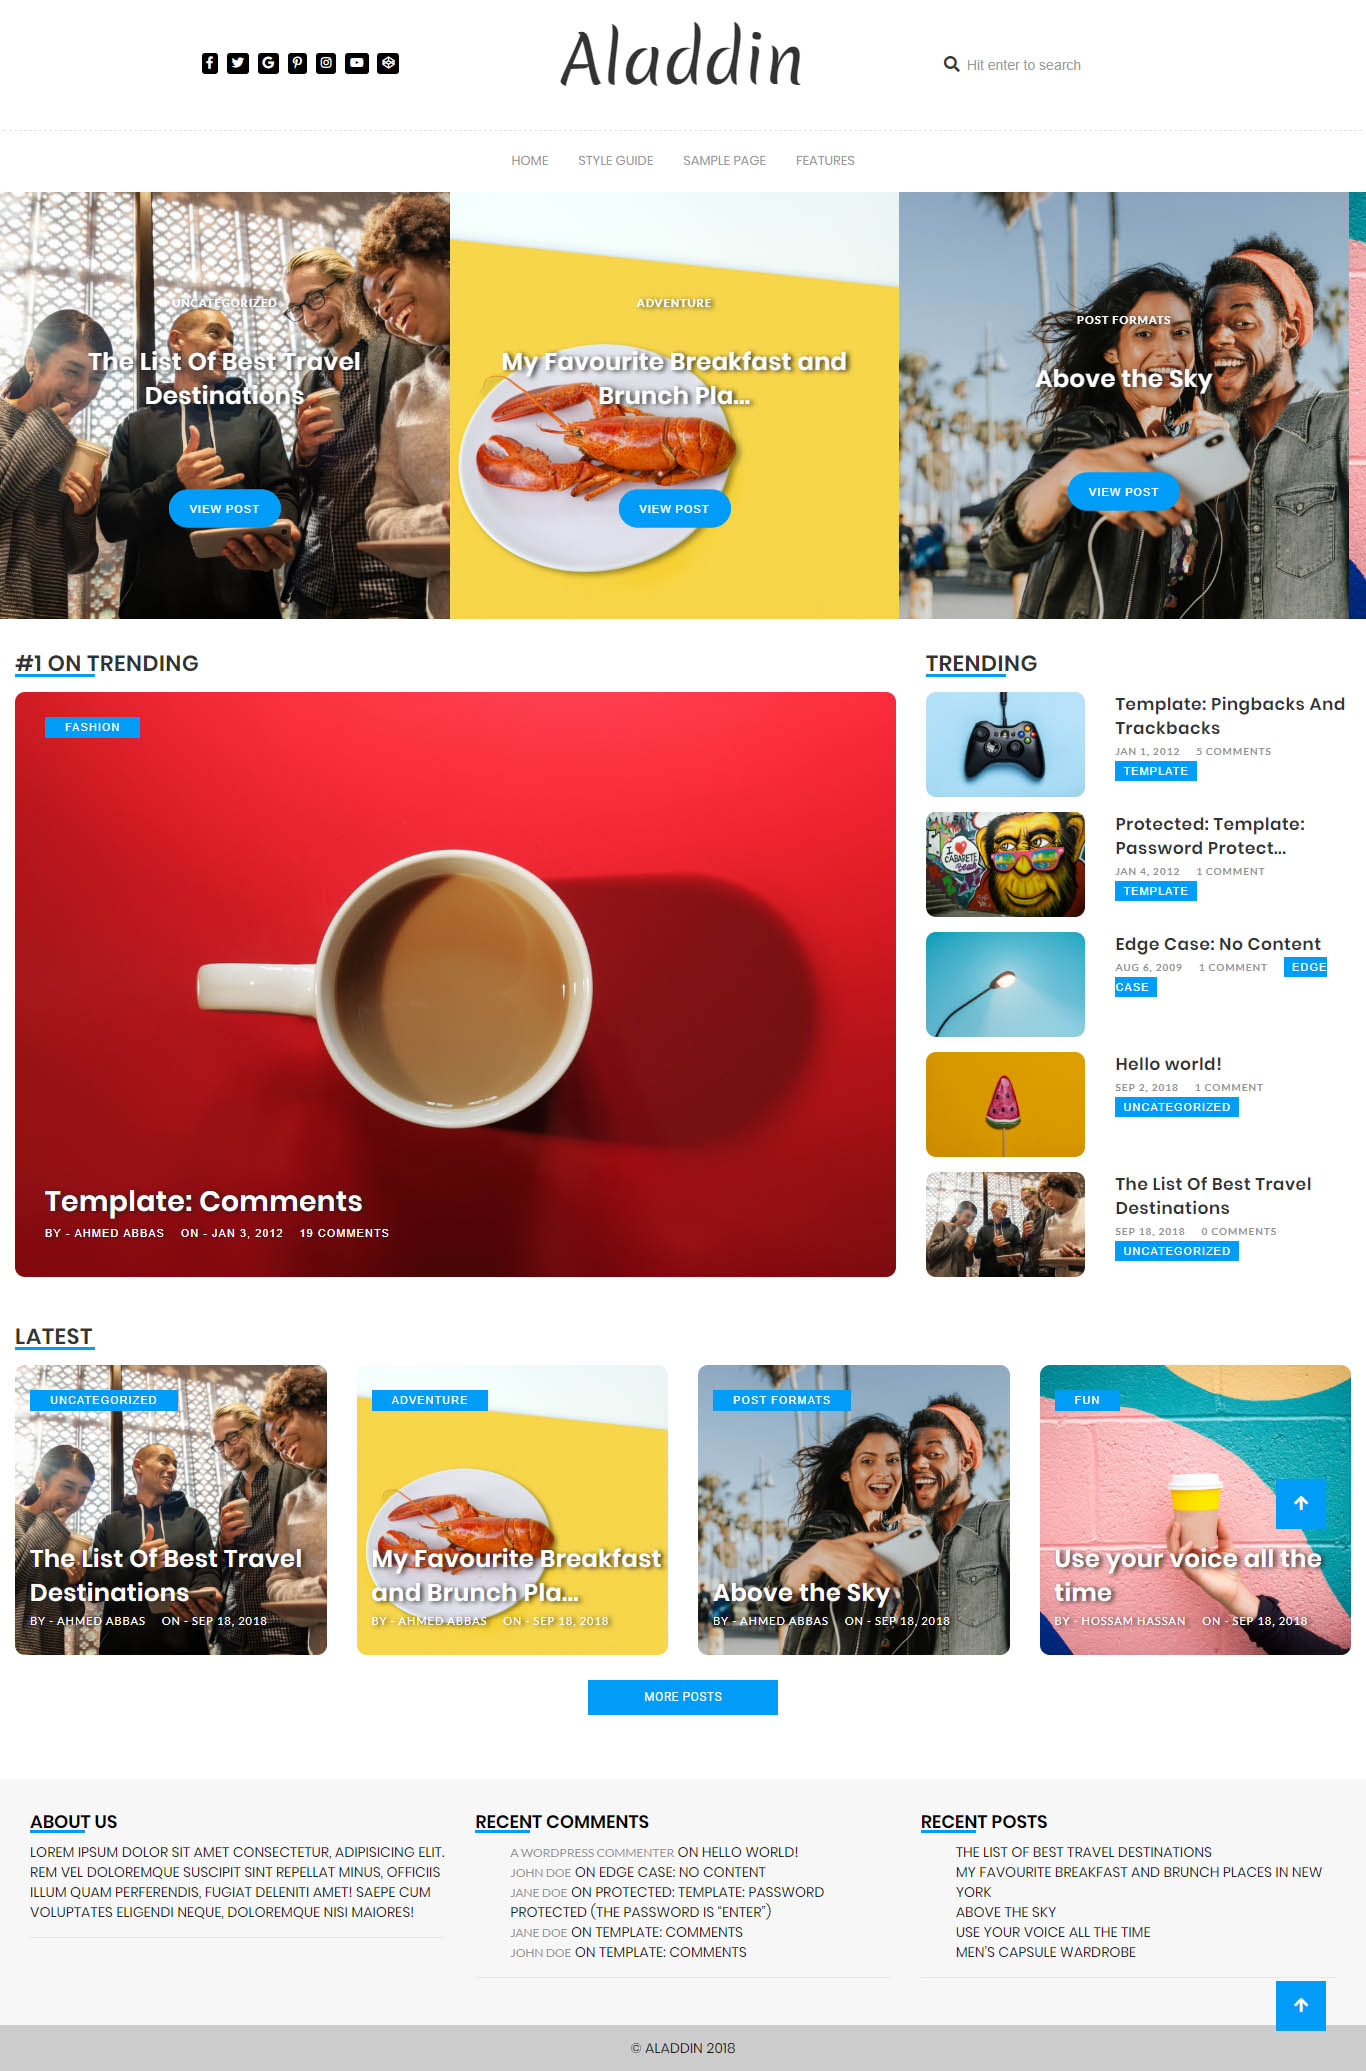 Aladdin
Hit enter to search
HOME STYLE GUIDE SAMPLE PAGE FEATURES
UNCATEGORIZED
The List Of Best Travel
Destinations
VIEW POST
ADVENTURE
My Favourite Breakfast and
Brunch Pla...
VIEW POST
POST FORMATS
Above the Sky
VIEW POST
#1 ON TRENDING
FASHION
Template: Comments
BY - AHMED ABBAS ON - JAN 3, 2012 19 COMMENTS
TRENDING
Template: Pingbacks And
Trackbacks
JAN 1, 2012 5 COMMENTS
TEMPLATE
I ❤ CABARETE Beach
Protected: Template:
Password Protect...
JAN 4, 2012 1 COMMENT
TEMPLATE
Edge Case: No Content
AUG 6, 2009 1 COMMENT EDGE
CASE
Hello world!
SEP 2, 2018 1 COMMENT
UNCATEGORIZED
The List Of Best Travel
Destinations
SEP 18, 2018 0 COMMENTS
UNCATEGORIZED
LATEST
UNCATEGORIZED
The List Of Best Travel
Destinations
BY - AHMED ABBAS ON - SEP 18, 2018
ADVENTURE
My Favourite Breakfast
and Brunch Pla...
BY - AHMED ABBAS ON - SEP 18, 2018
POST FORMATS
Above the Sky
BY - AHMED ABBAS ON - SEP 18, 2018
FUN
Use your voice all the
time
BY - HOSSAM HASSAN ON - SEP 18, 2018
MORE POSTS
ABOUT US
LOREM IPSUM DOLOR SIT AMET CONSECTETUR, ADIPISICING ELIT.
REM VEL DOLOREMQUE SUSCIPIT SINT REPELLAT MINUS, OFFICIIS
ILLUM QUAM PERFERENDIS, FUGIAT DELENITI AMET! SAEPE CUM
VOLUPTATES ELIGENDI NEQUE, DOLOREMQUE NISI MAIORES!
RECENT COMMENTS
A WORDPRESS COMMENTER ON HELLO WORLD!
JOHN DOE ON EDGE CASE: NO CONTENT
JANE DOE ON PROTECTED: TEMPLATE: PASSWORD
PROTECTED (THE PASSWORD IS “ENTER”)
JANE DOE ON TEMPLATE: COMMENTS
JOHN DOE ON TEMPLATE: COMMENTS
RECENT POSTS
THE LIST OF BEST TRAVEL DESTINATIONS
MY FAVOURITE BREAKFAST AND BRUNCH PLACES IN NEW
YORK
ABOVE THE SKY
USE YOUR VOICE ALL THE TIME
MEN'S CAPSULE WARDROBE
© ALADDIN 2018